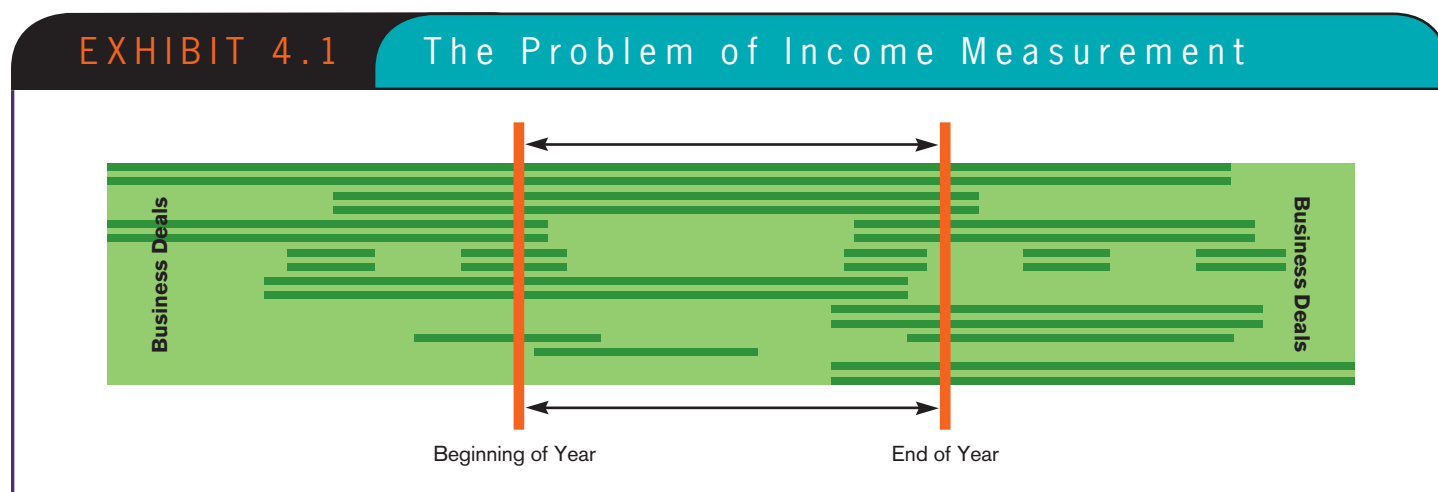 EXHIBIT 4.1 The Problem of Income Measurement
Business Deals
Business Deals
Beginning of Year
End of Year